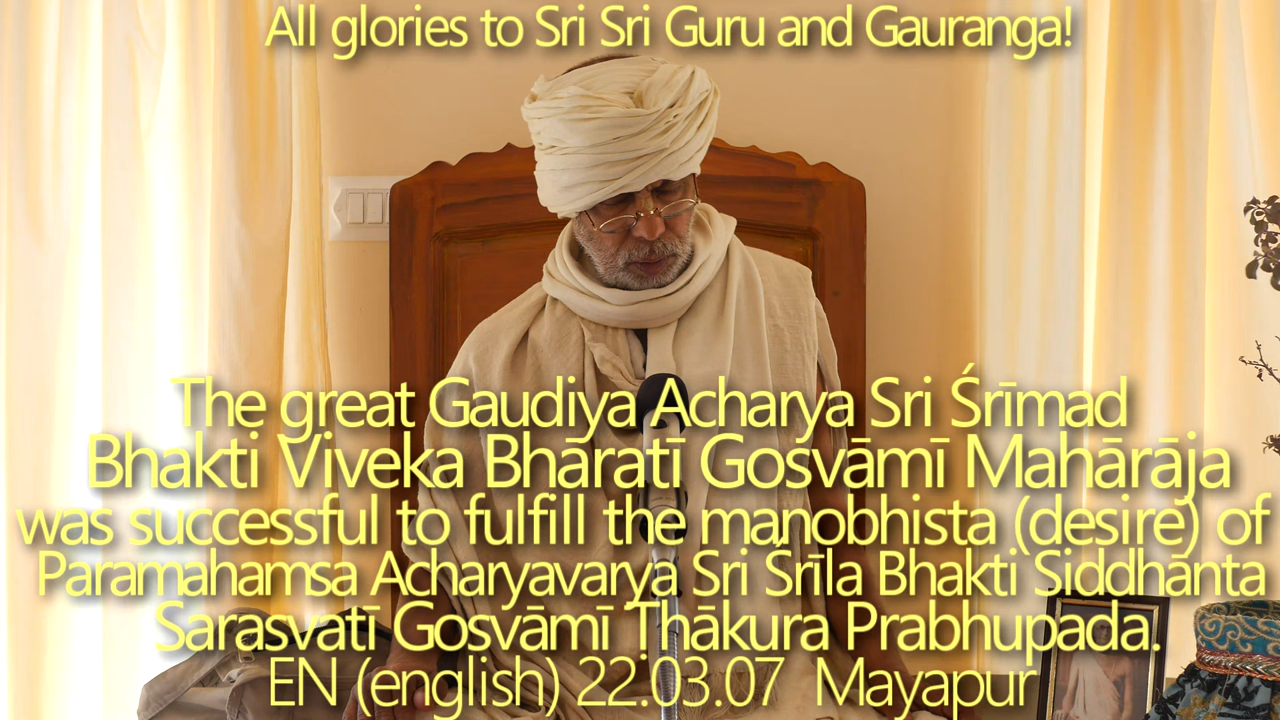 All glories to Sri Sri Guru and Gauranga!
The great Gaudiya Acharya Sri Śrīmad
Bhakti Viveka Bhāratī Gosvāmī Mahārāja
was successful to fulfill the manobhista (desire) of
Paramahamsa Acharyavarya Sri Śrīla Bhakti Siddhānta
Sarasvatī Gosvāmī Ṭhākura Prabhupada.
EN (english) 22.03.07 Mayapur